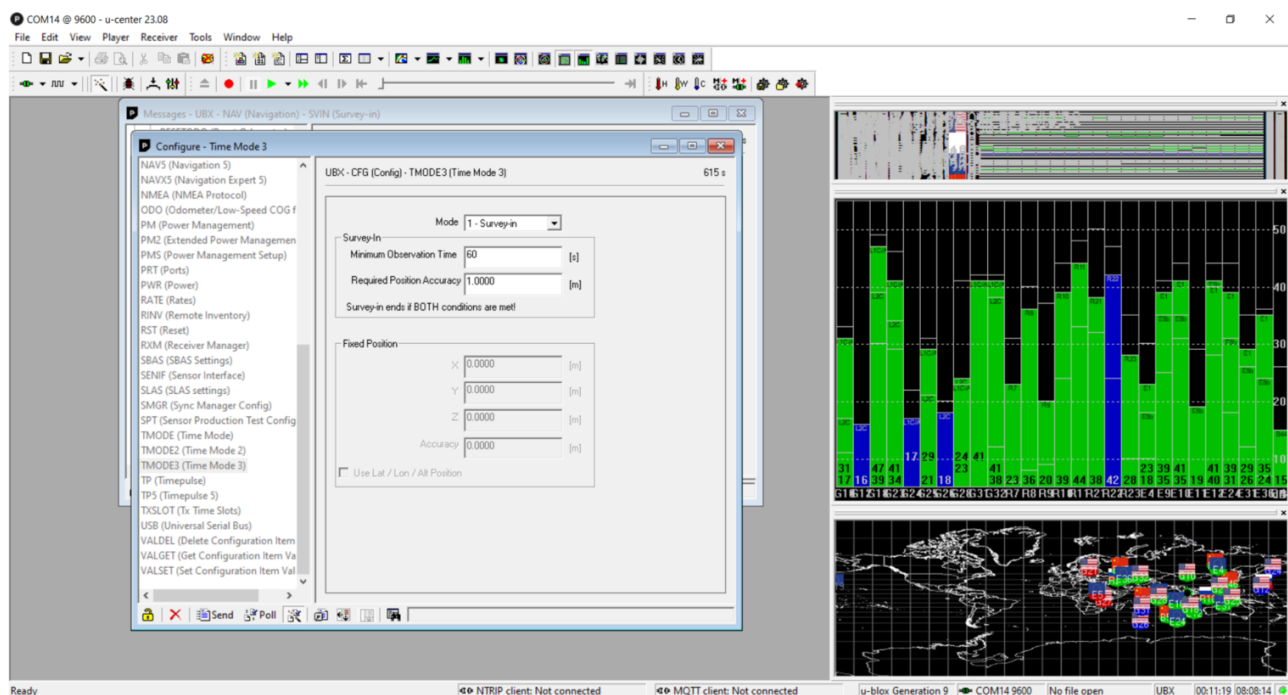 COM14 @ 9600 - u-center 23.08
File Edit View Player Receiver Tools Window Help
Messages - UBX - NAV (Navigation) - SVIN (Survey-in)
Configure - Time Mode 3
NAV5 (Navigation 5)
NAVX5 (Navigation Expert 5)
NMEA (NMEA Protocol)
ODO (Odometer/Low-Speed COG f
PM (Power Management)
PM2 (Extended Power Managemen
PMS (Power Management Setup)
PRT (Ports)
PWR (Power)
RATE (Rates)
RINV (Remote Inventory)
RST (Reset)
RXM (Receiver Manager)
SBAS (SBAS Settings)
SENIF (Sensor Interface)
SLAS (SLAS settings)
SMGR (Sync Manager Config)
SPT (Sensor Production Test Config
TMODE (Time Mode)
TMODE2 (Time Mode 2)
TMODE3 (Time Mode 3)
TP (Timepulse)
TP5 (Timepulse 5)
TXSLOT (Tx Time Slots)
USB (Universal Serial Bus)
VALDEL (Delete Configuration Item
VALGET (Get Configuration Item Va
VALSET (Set Configuration Item Val
UBX - CFG (Config) - TMODE3 (Time Mode 3) 615 s
Mode 1 - Survey-in
Survey-In
Minimum Observation Time 60 [s]
Required Position Accuracy 1.0000 [m]
Survey-in ends if BOTH conditions are met!
Fixed Position
X 0.0000 [m]
Y 0.0000 [m]
Z 0.0000 [m]
Accuracy 0.0000 [m]
Use Lat / Lon / Alt Position
Send Poll
50
40
30
20
10
Ready NTRIP client: Not connected MQTT client: Not connected u-blox Generation 9 COM14 9600 No file open UBX 00:11:19 08:08:14